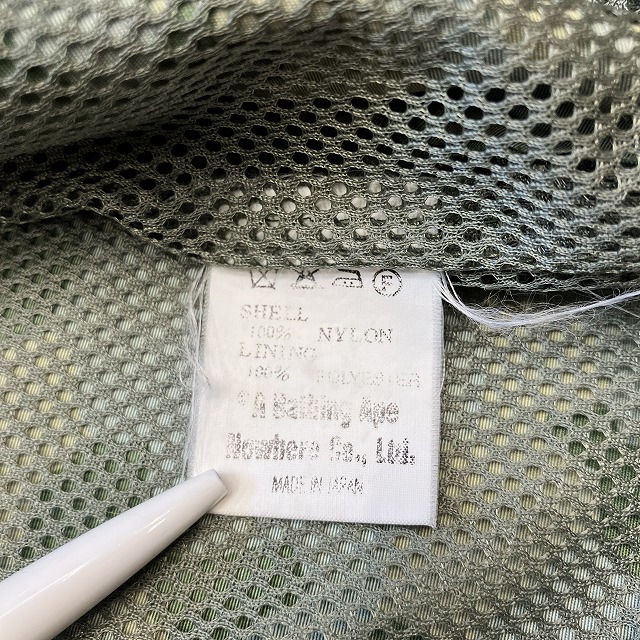 F
SHELL
100% NYLON
LINING
100% POLYESTER
©A Bathing Ape
Nowhere Co., Ltd.
MADE IN JAPAN